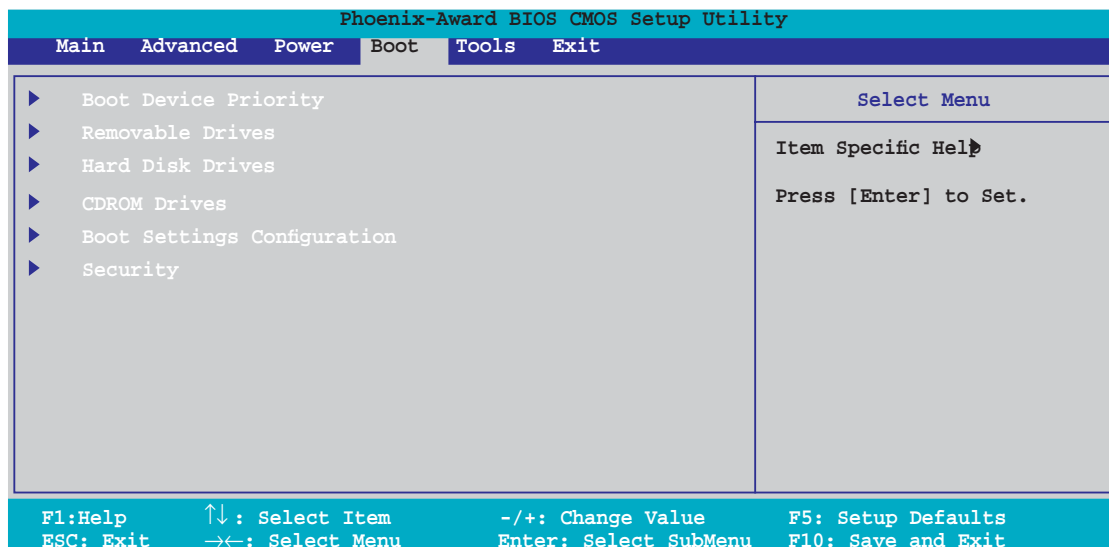 Phoenix-Award BIOS CMOS Setup Utility
Main Advanced Power Boot Tools Exit
Boot Device Priority
Removable Drives
Hard Disk Drives
CDROM Drives
Boot Settings Configuration
Security
Select Menu
Item Specific Help
Press [Enter] to Set.
F1:Help ↑↓: Select Item -/+: Change Value F5: Setup Defaults
ESC: Exit →←: Select Menu Enter: Select SubMenu F10: Save and Exit